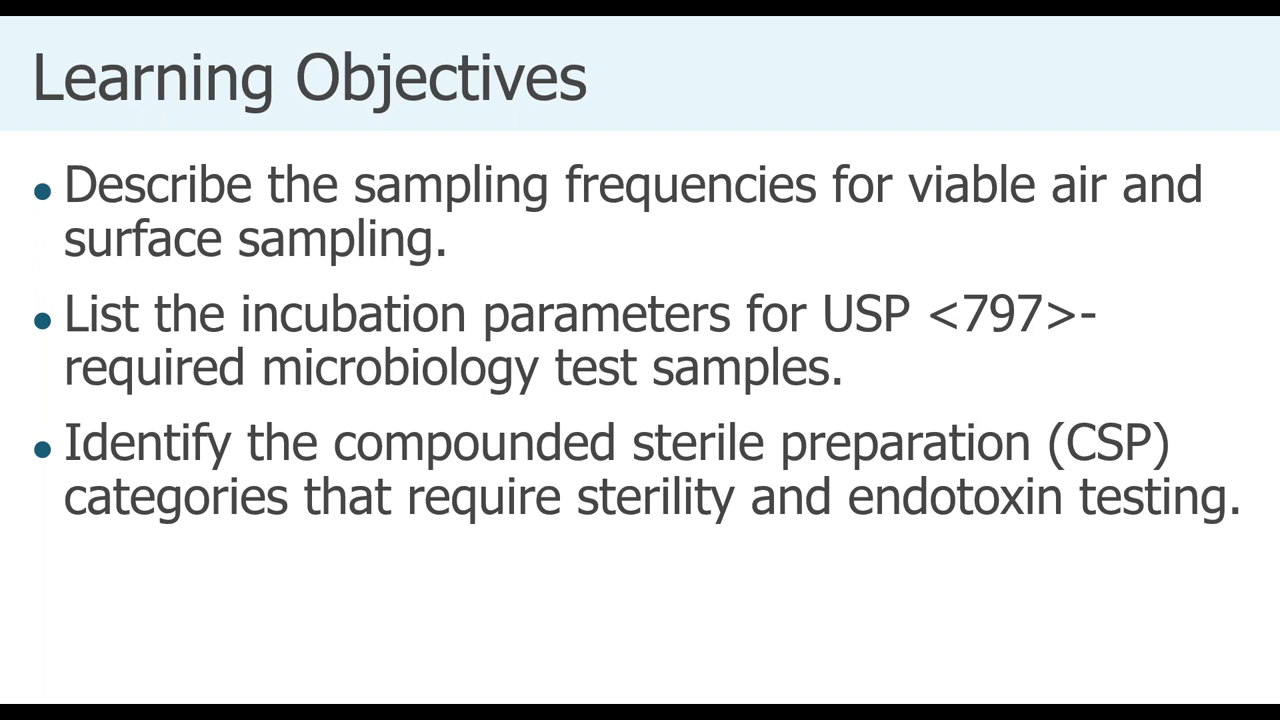 Learning Objectives
• Describe the sampling frequencies for viable air and
surface sampling.
• List the incubation parameters for USP <797>-
required microbiology test samples.
• Identify the compounded sterile preparation (CSP)
categories that require sterility and endotoxin testing.